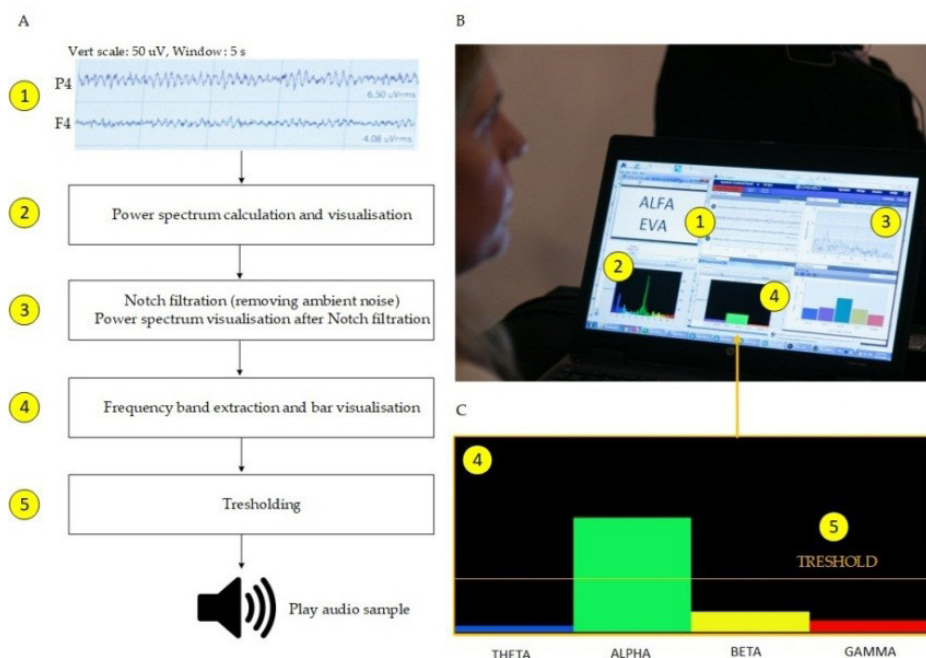 A
Vert scale: 50 uV, Window: 5 s
1
P4
6.50 uVrms
F4
4.08 uVrms
2
Power spectrum calculation and visualisation
3
Notch filtration (removing ambient noise)
Power spectrum visualisation after Notch filtration
4
Frequency band extraction and bar visualisation
5
Tresholding
Play audio sample
B
ALFA
EVA
1
3
2
4
C
4
5
TRESHOLD
THETA
ALPHA
BETA
GAMMA